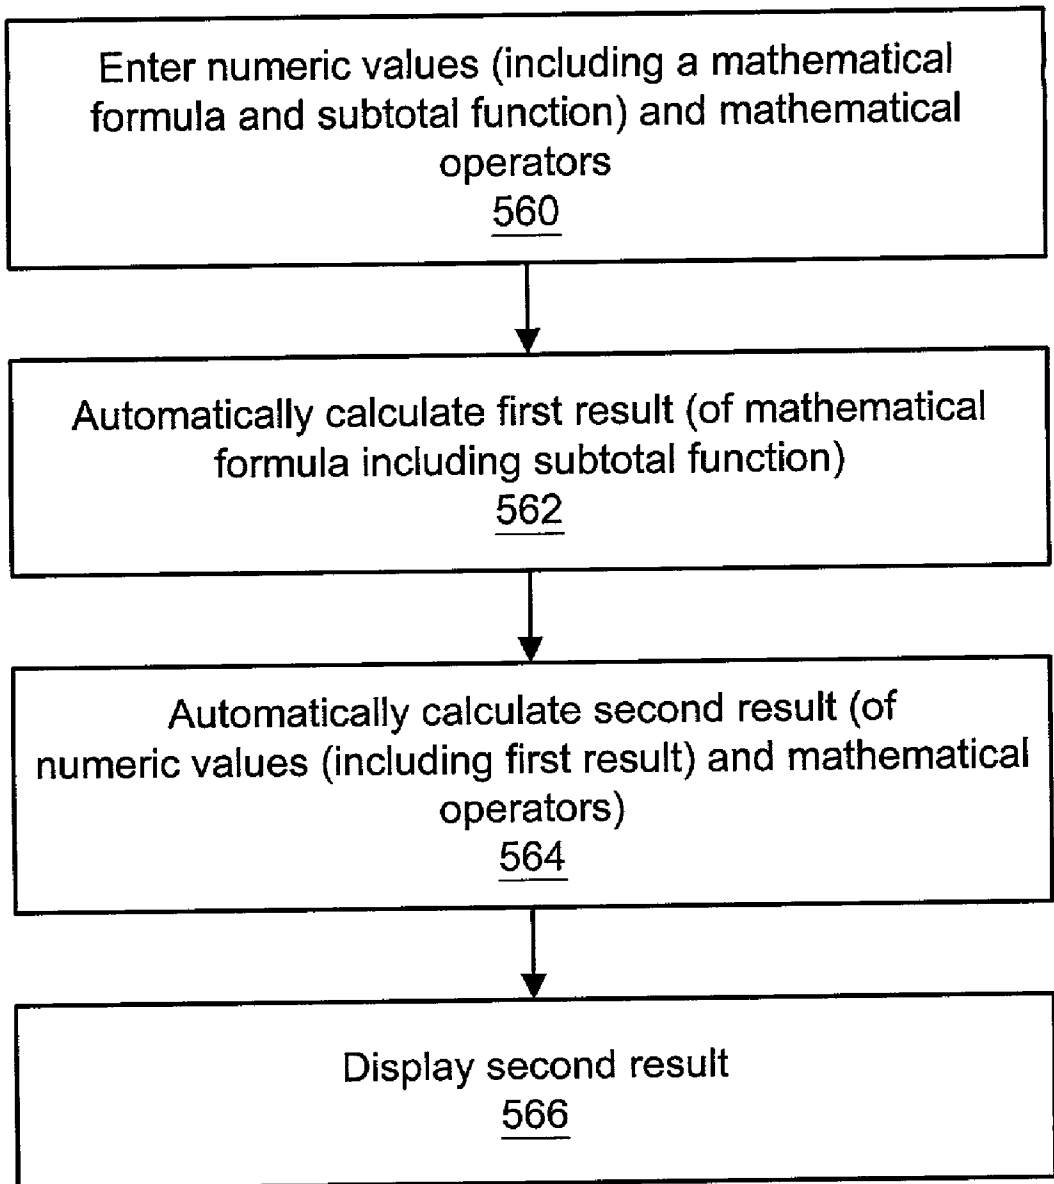 Enter numeric values (including a mathematical
formula and subtotal function) and mathematical
operators
560
Automatically calculate first result (of mathematical
formula including subtotal function)
562
Automatically calculate second result (of
numeric values (including first result) and mathematical
operators)
564
Display second result
566